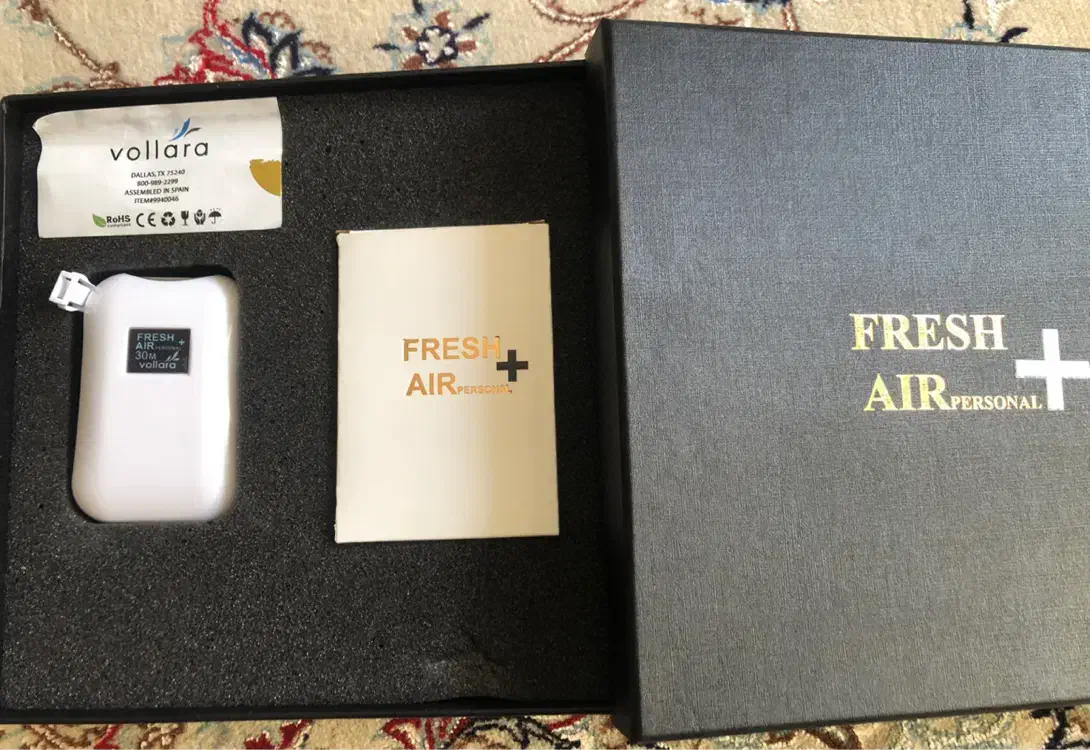 vollara
DALLAS, TX 75240
800-989-2299
ASSEMBLED IN SPAIN
ITEM#9940046
RoHS
compliant
CE
FRESH
AIR PERSONAL +
30M
vollara
FRESH
AIR PERSONAL +
FRESH
AIR PERSONAL +